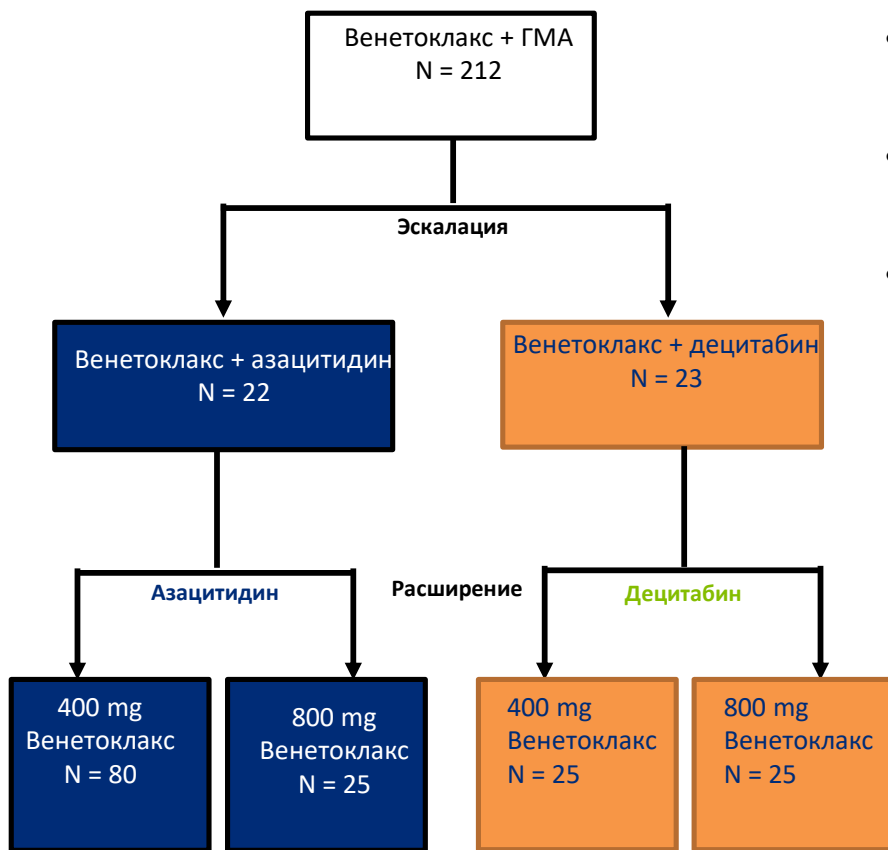 Венетоклакс + ГМА
N = 212
Эскалация
Венетоклакс + азацитидин
N = 22
Венетоклакс + децитабин
N = 23
Азацитидин
Расширение
Децитабин
400 mg
Венетоклакс
N = 80
800 mg
Венетоклакс
N = 25
400 mg
Венетоклакс
N = 25
800 mg
Венетоклакс
N = 25